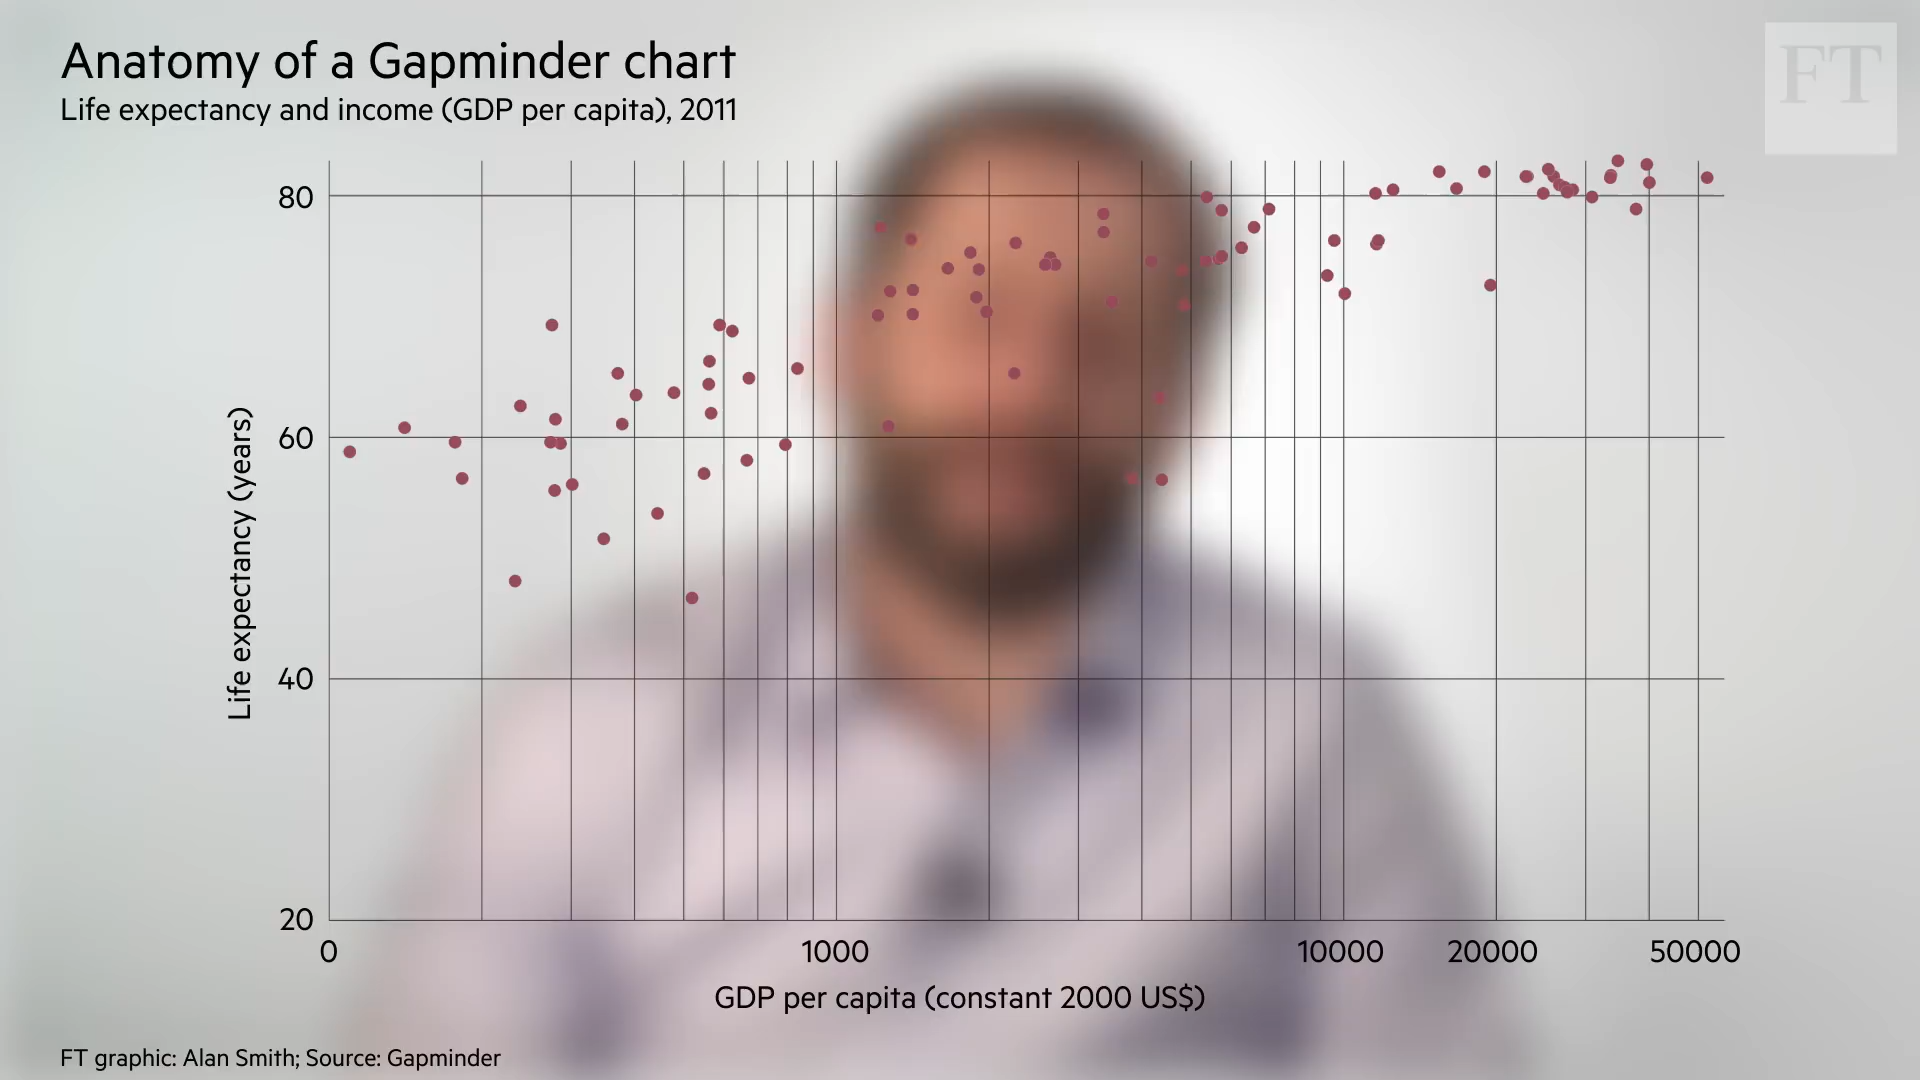 Anatomy of a Gapminder chart
Life expectancy and income (GDP per capita), 2011
FT
80
60
40
20
Life expectancy (years)
0 1000 10000 20000 50000
GDP per capita (constant 2000 US$)
FT graphic: Alan Smith; Source: Gapminder